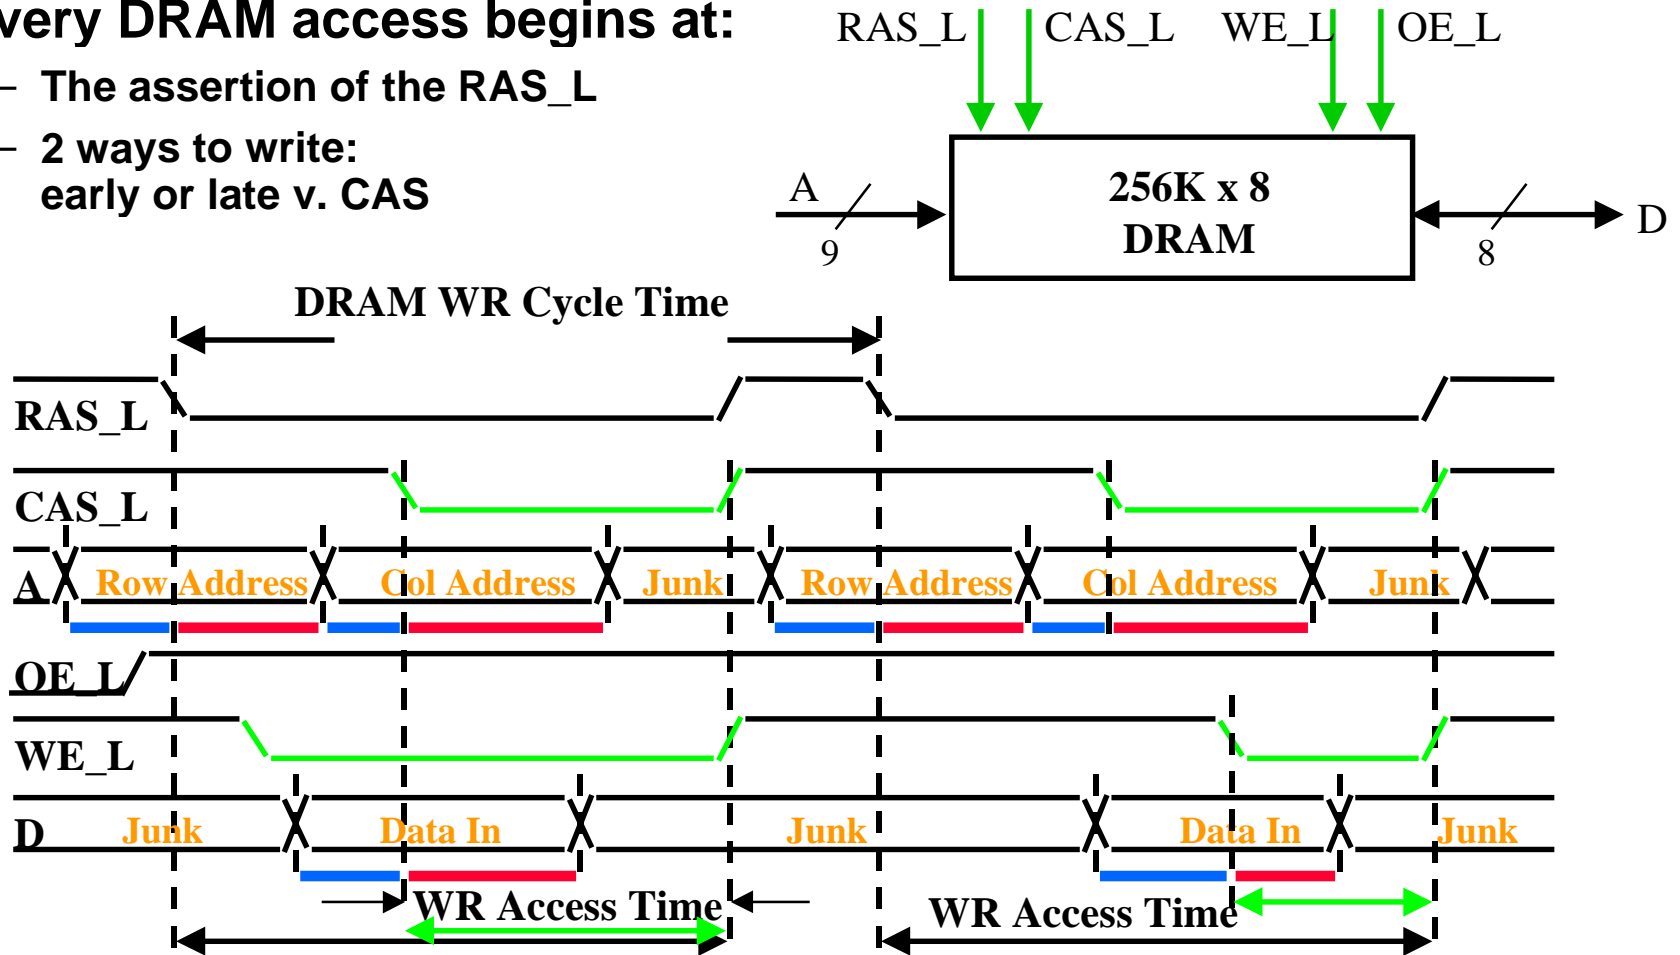 very DRAM access begins at:
– The assertion of the RAS_L
– 2 ways to write:
early or late v. CAS
RAS_L CAS_L WE_L OE_L
A 9
256K x 8
DRAM
8 D
DRAM WR Cycle Time
RAS_L
CAS_L
A Row Address Col Address Junk Row Address Col Address Junk
OE_L
WE_L
D Junk Data In Junk Data In Junk
WR Access Time WR Access Time